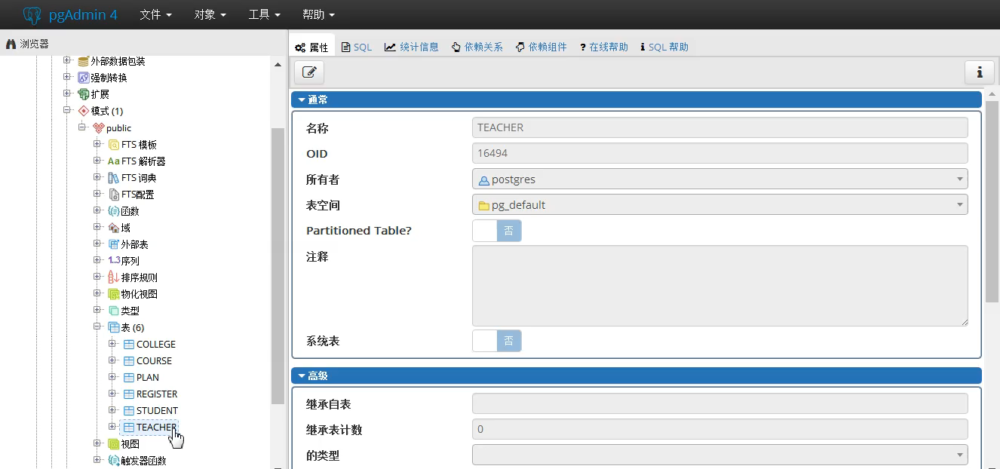 pgAdmin 4 文件 对象 工具 帮助
浏览器
属性 SQL 统计信息 依赖关系 依赖组件 ? 在线帮助 i SQL 帮助
外部数据包装
强制转换
扩展
模式 (1)
public
FTS 模板
Aa FTS 解析器
FTS 词典
FTS配置
函数
域
外部表
1..3 序列
排序规则
物化视图
类型
表 (6)
COLLEGE
COURSE
PLAN
REGISTER
STUDENT
TEACHER
视图
触发器函数
i
通常
名称 TEACHER
OID 16494
所有者 postgres
表空间 pg_default
Partitioned Table? 否
注释
系统表 否
高级
继承自表
继承表计数 0
的类型